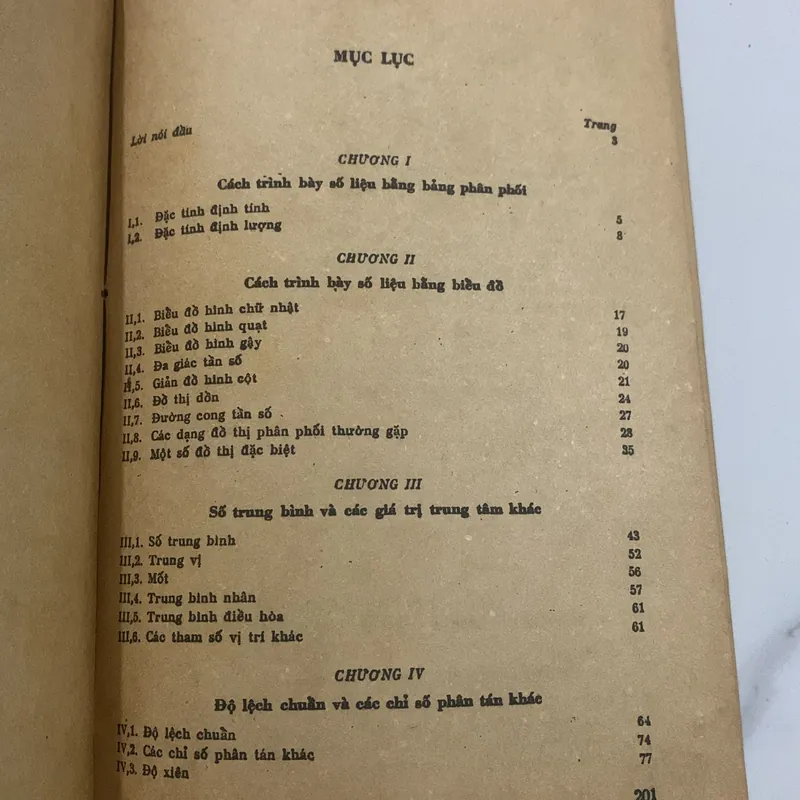 MỤC LỤC
Trang
Lời nói đầu 3
CHƯƠNG I
Cách trình bày số liệu bằng bảng phân phối
I,1. Đặc tính định tính 5
I,2. Đặc tính định lượng 8
CHƯƠNG II
Cách trình bày số liệu bằng biểu đồ
II,1. Biểu đồ hình chữ nhật 17
II,2. Biểu đồ hình quạt 19
II,3. Biểu đồ hình gậy 20
II,4. Đa giác tần số 20
II,5. Giản đồ hình cột 21
II,6. Đồ thị dồn 24
II,7. Đường cong tần số 27
II,8. Các dạng đồ thị phân phối thường gặp 28
II,9. Một số đồ thị đặc biệt 35
CHƯƠNG III
Số trung bình và các giá trị trung tâm khác
III,1. Số trung bình 43
III,2. Trung vị 52
III,3. Mốt 56
III,4. Trung bình nhân 57
III,5. Trung bình điều hòa 61
III,6. Các tham số vị trí khác 61
CHƯƠNG IV
Độ lệch chuẩn và các chỉ số phân tán khác
IV,1. Độ lệch chuẩn 64
IV,2. Các chỉ số phân tán khác 74
IV,3. Độ xiên 77
201